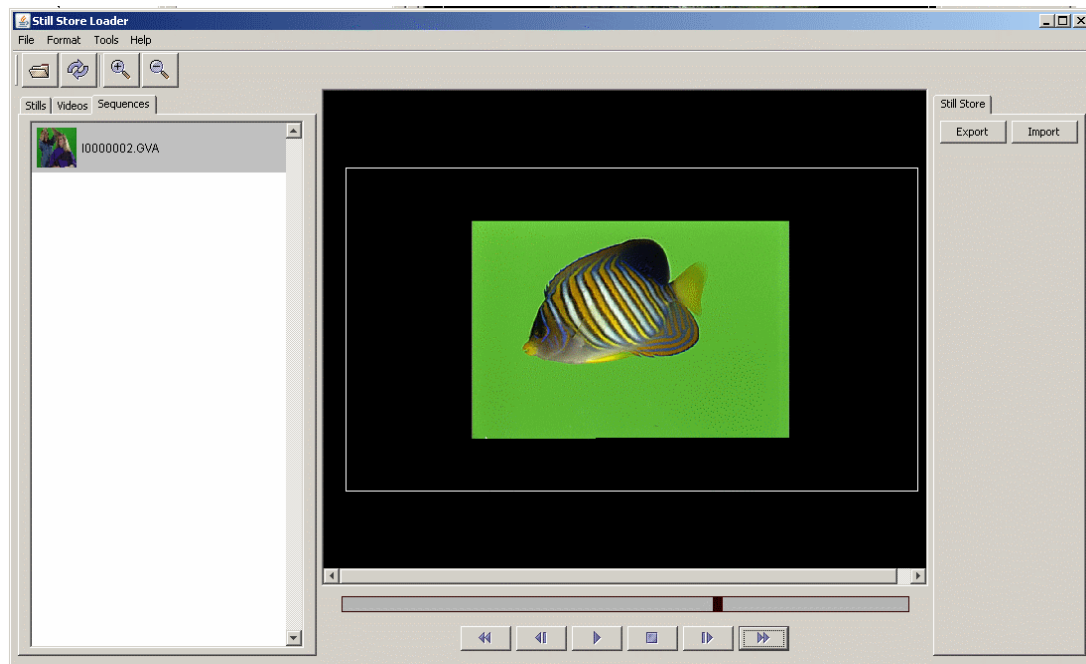 Still Store Loader
File Format Tools Help
Stills Videos Sequences
I0000002.GVA
Still Store
Export Import